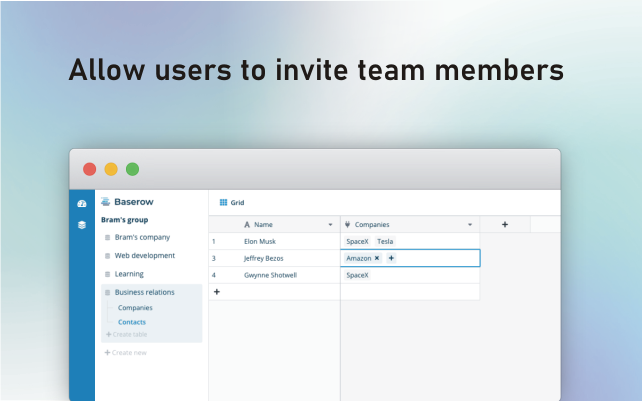 Allow users to invite team members
Baserow
Grid
Bram's group
Name
Companies
Bram's company
1 Elon Musk SpaceX Tesla
Web development
3 Jeffrey Bezos Amazon
Learning
4 Gwynne Shotwell SpaceX
Business relations
Companies
Contacts
Create table
Create new